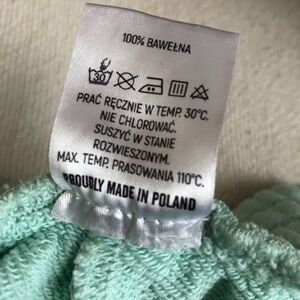 100% BAWEŁNA
30
PRAĆ RĘCZNIE W TEMP. 30°C.
NIE CHLOROWAĆ.
SUSZYĆ W STANIE
ROZWIESZONYM.
MAX. TEMP. PRASOWANIA 110°C.
PROUDLY MADE IN POLAND